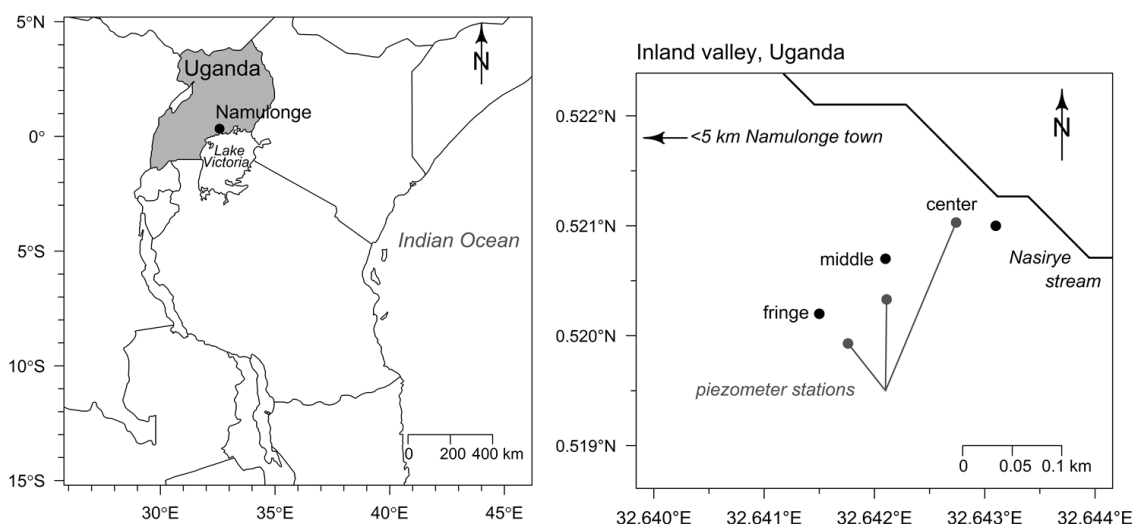 5°N
0°
5°S
10°S
15°S
30°E
35°E
40°E
45°E
Uganda
Namulonge
Lake
Victoria
Indian Ocean
N
0 200 400 km
Inland valley, Uganda
0.522°N
0.521°N
0.520°N
0.519°N
32.640°E
32.641°E
32.642°E
32.643°E
32.644°E
<5 km Namulonge town
N
center
middle
fringe
Nasirye
stream
piezometer stations
0 0.05 0.1 km